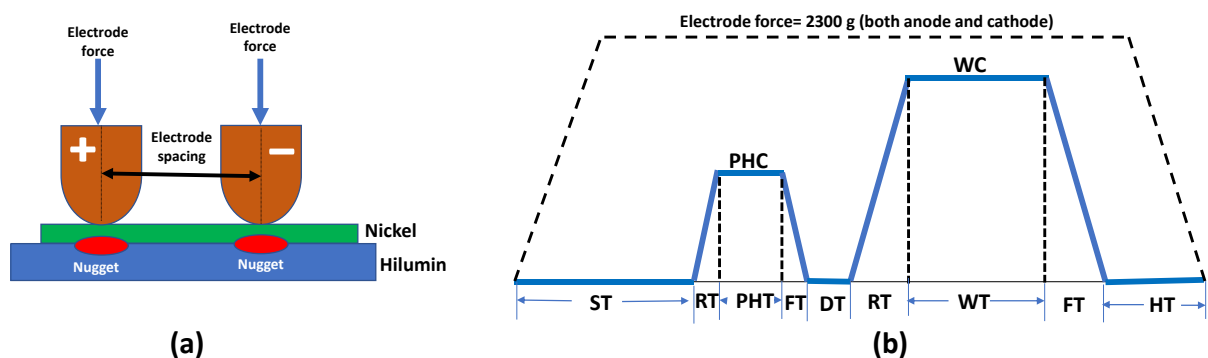 Electrode
force
Electrode
force
+
Electrode
spacing
−
Nickel
Nugget
Nugget
Hilumin
(a)
Electrode force= 2300 g (both anode and cathode)
WC
PHC
ST
RT
PHT
FT
DT
RT
WT
FT
HT
(b)